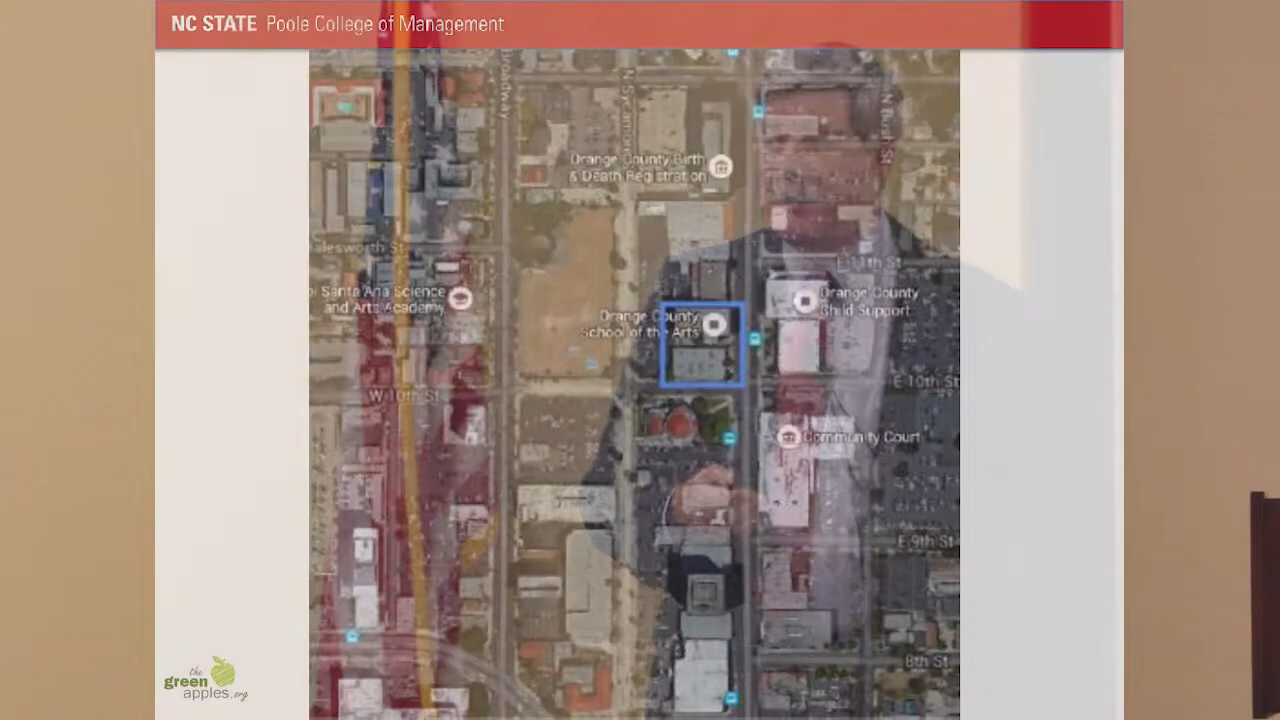 NC STATE Poole College of Management
Broadway
N Sycamore
N Bush St
Orange County Birth
& Death Registration
E 11th St
Santa Ana Science
and Arts Academy
Orange County
School of the Arts
Orange County
Child Support
W 10th St
E 10th St
Community Court
E 9th St
8th St
the
green
apples.org